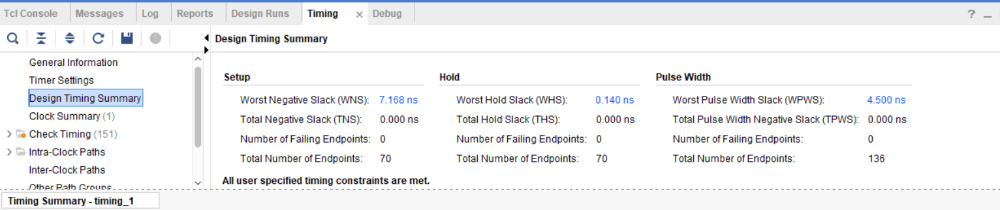 Tcl Console Messages Log Reports Design Runs Timing × Debug ? _
Design Timing Summary
General Information
Timer Settings
Design Timing Summary
Clock Summary (1)
> Check Timing (151)
> Intra-Clock Paths
Inter-Clock Paths
Other Path Groups
Setup Hold Pulse Width
Worst Negative Slack (WNS): 7.168 ns Worst Hold Slack (WHS): 0.140 ns Worst Pulse Width Slack (WPWS): 4.500 ns
Total Negative Slack (TNS): 0.000 ns Total Hold Slack (THS): 0.000 ns Total Pulse Width Negative Slack (TPWS): 0.000 ns
Number of Failing Endpoints: 0 Number of Failing Endpoints: 0 Number of Failing Endpoints: 0
Total Number of Endpoints: 70 Total Number of Endpoints: 70 Total Number of Endpoints: 136
All user specified timing constraints are met.
Timing Summary - timing_1